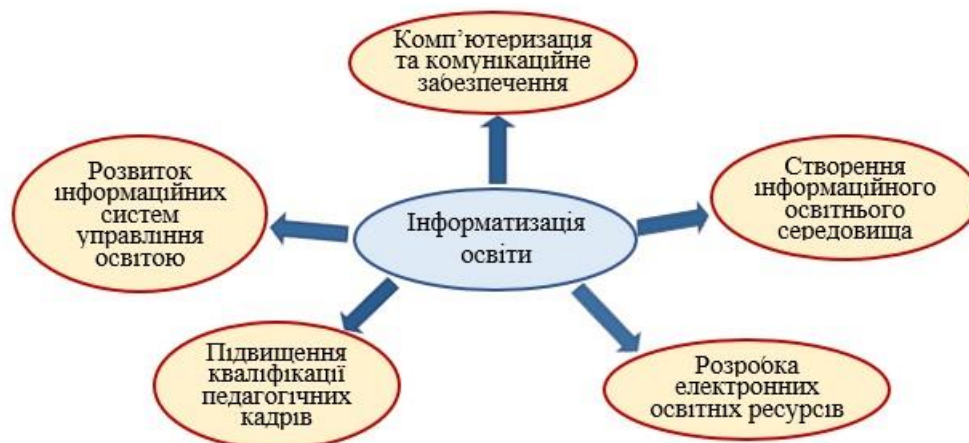 Комп’ютеризація
та комунікаційне
забезпечення
Розвиток
інформаційних
систем
управління
освітою
Інформатизація
освіти
Створення
інформаційного
освітнього
середовища
Підвищення
кваліфікації
педагогічних
кадрів
Розробка
електронних
освітніх ресурсів